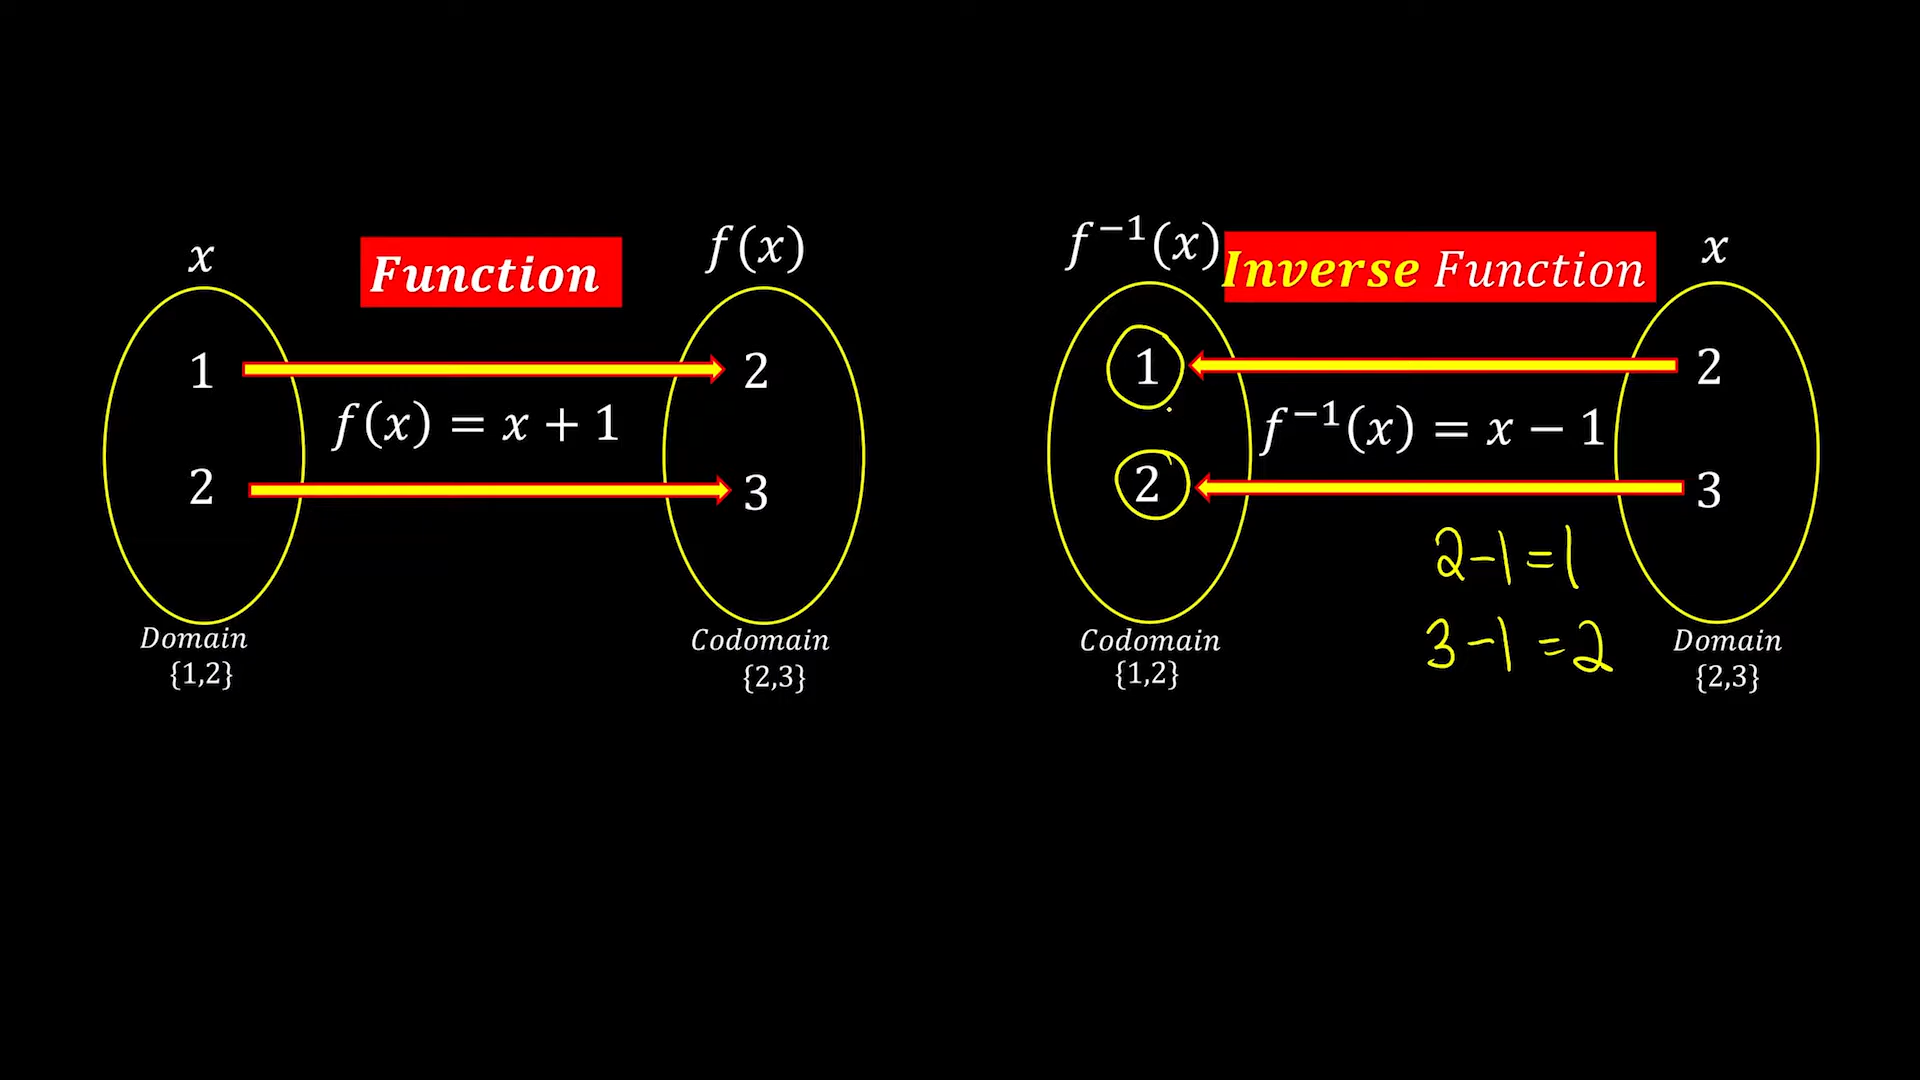 x Function f(x)
1 2
f(x) = x + 1
2 3
Domain Codomain
{1,2} {2,3}
f⁻¹(x) Inverse Function x
1 2
f⁻¹(x) = x − 1
2 3
2-1=1
3-1=2
Codomain Domain
{1,2} {2,3}